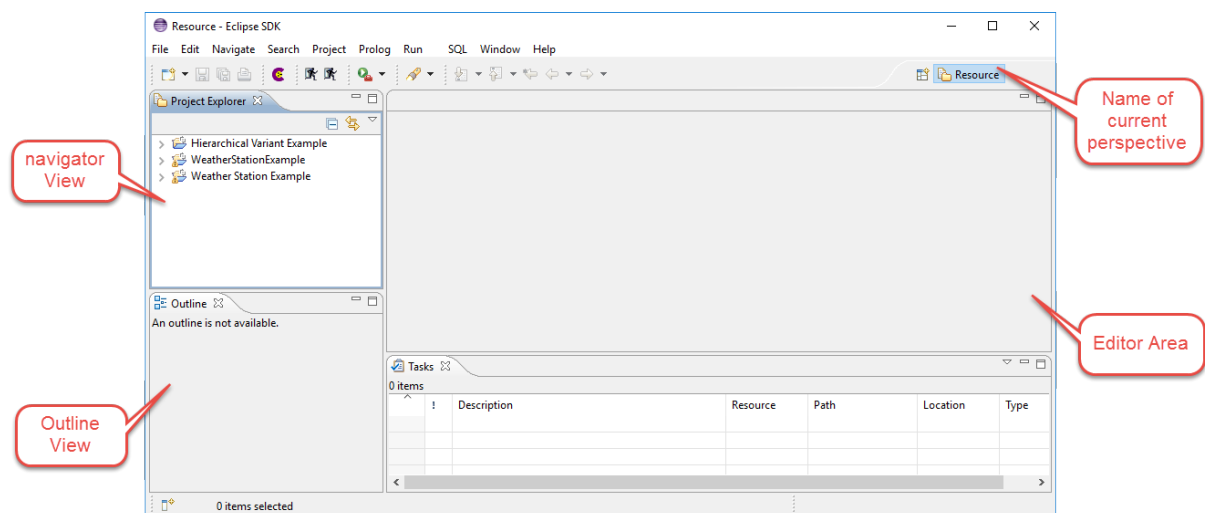 Resource - Eclipse SDK
File Edit Navigate Search Project Prolog Run SQL Window Help
Resource
Name of
current
perspective
Project Explorer
Hierarchical Variant Example
WeatherStationExample
Weather Station Example
navigator
View
Outline
An outline is not available.
Editor Area
Tasks
0 items
! Description Resource Path Location Type
Outline
View
0 items selected